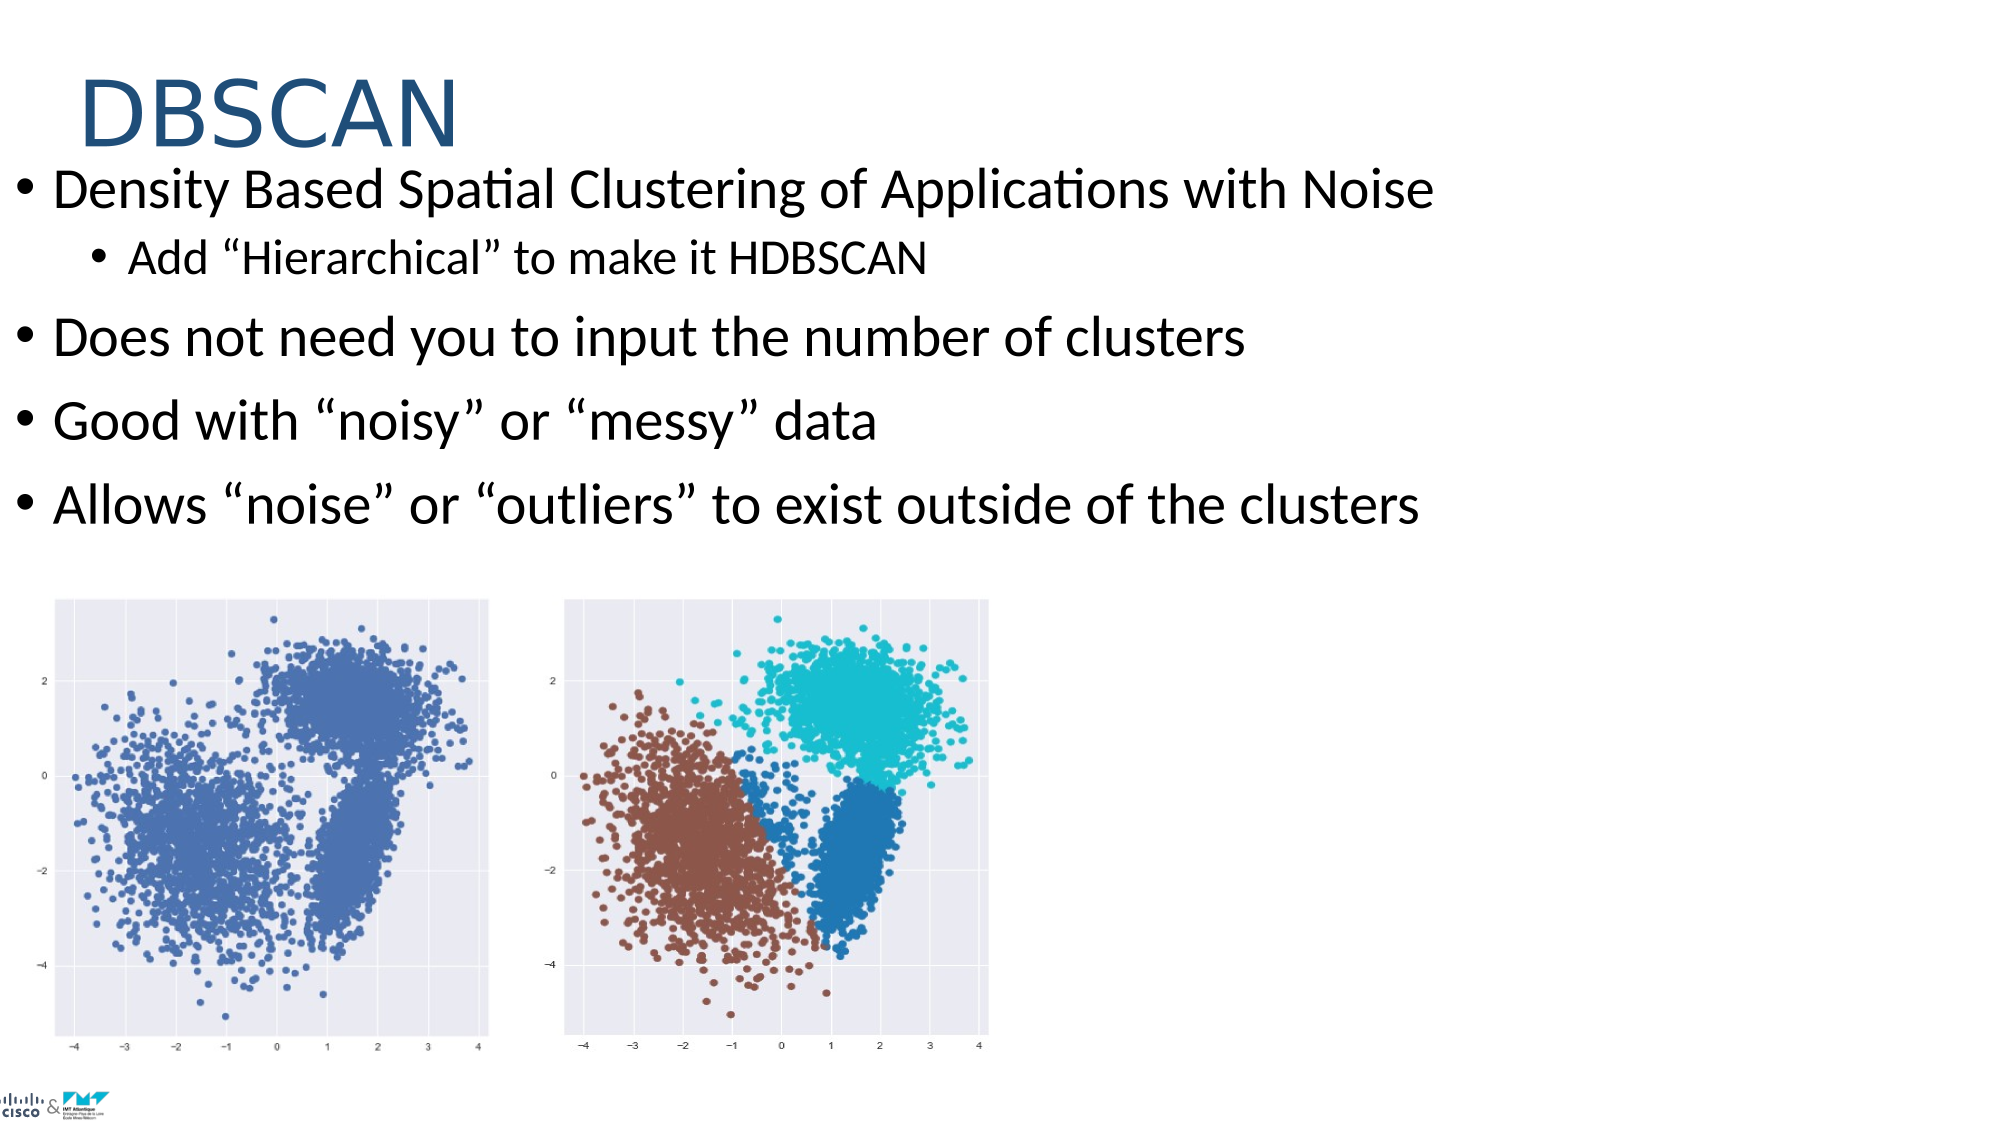 DBSCAN
• Density Based Spatial Clustering of Applications with Noise
• Add “Hierarchical” to make it HDBSCAN
• Does not need you to input the number of clusters
• Good with “noisy” or “messy” data
• Allows “noise” or “outliers” to exist outside of the clusters
2
0
−2
−4
−4 −3 −2 −1 0 1 2 3 4
2
0
−2
−4
−4 −3 −2 −1 0 1 2 3 4
CISCO & IMT Atlantique